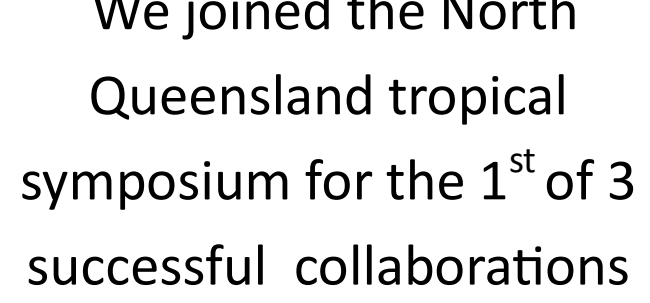 We joined the North
Queensland tropical
symposium for the 1st of 3
successful  collaborations